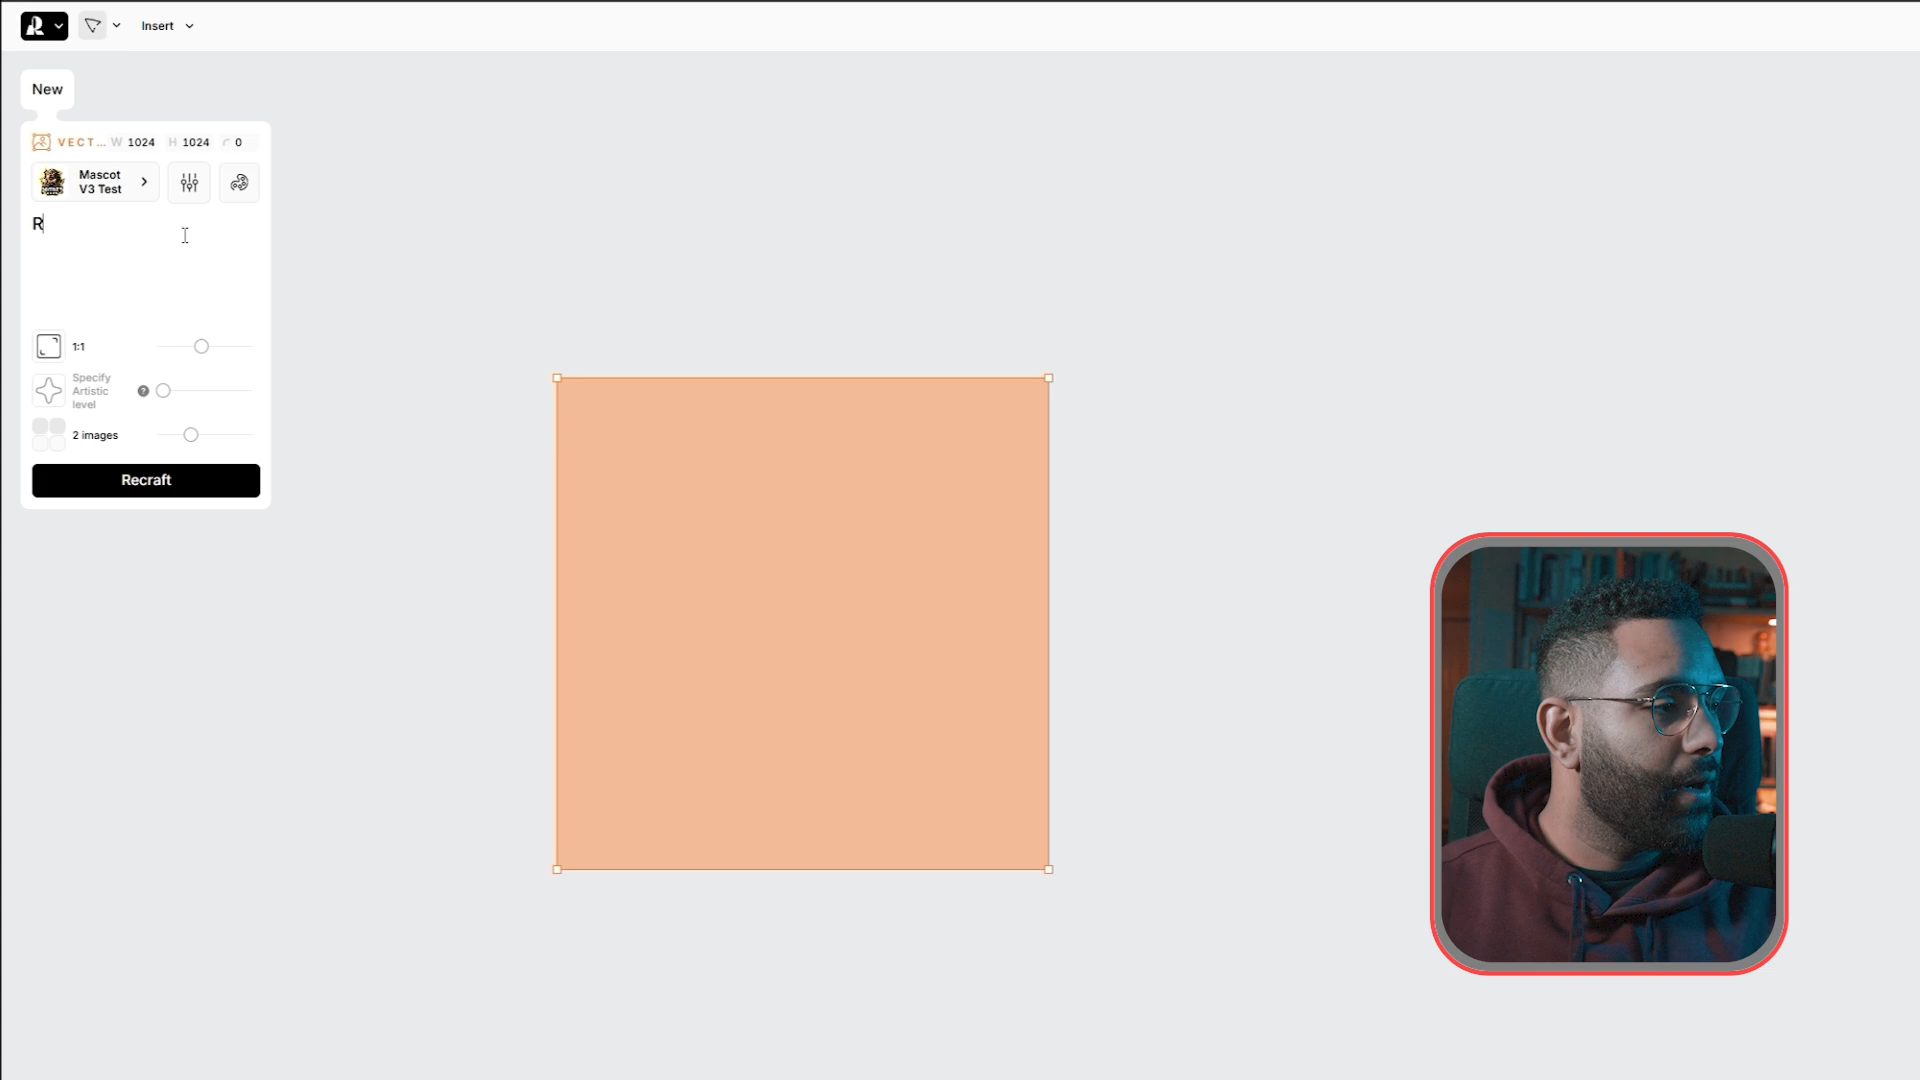 Insert
New
VECT... W 1024 H 1024 0
Mascot
V3 Test
R
1:1
Specify
Artistic
level
?
2 images
Recraft